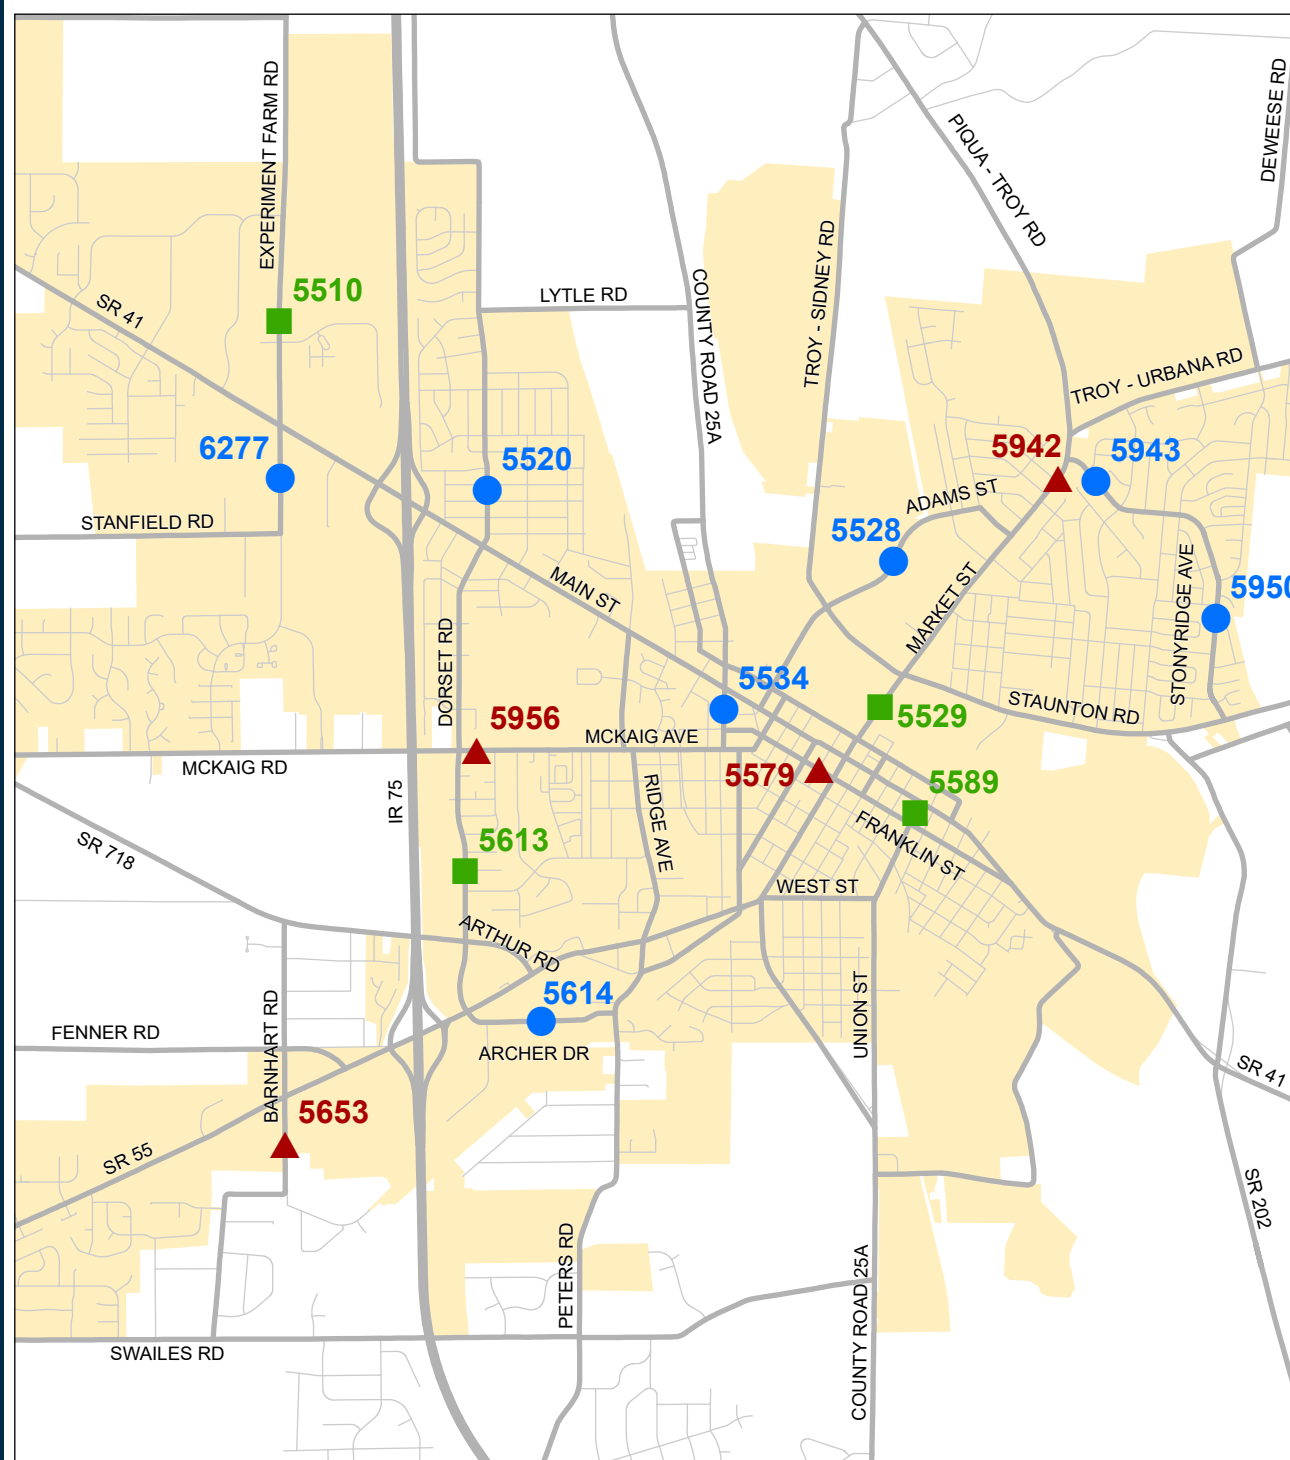 EXPERIMENT FARM RD
DEWEESE RD
PIQUA - TROY RD
TROY - SIDNEY RD
COUNTY ROAD 25A
5510
LYTLE RD
SR 41
TROY - URBANA RD
5942
5943
6277
5520
ADAMS ST
STANFIELD RD
5528
MAIN ST
MARKET ST
STONYRIDGE AVE
5950
DORSET RD
5534
5529
STAUNTON RD
5956
MCKAIG AVE
MCKAIG RD
5579
5589
IR 75
RIDGE AVE
FRANKLIN ST
SR 718
5613
WEST ST
ARTHUR RD
5614
UNION ST
BARNHART RD
FENNER RD
ARCHER DR
SR 41
5653
SR 55
SR 202
PETERS RD
COUNTY ROAD 25A
SWAILES RD